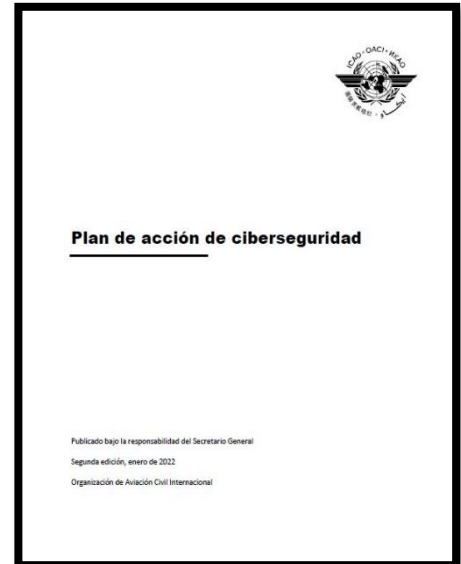 ICAO · OACI · ИКАО
Plan de acción de ciberseguridad
Publicado bajo la responsabilidad del Secretario General
Segunda edición, enero de 2022
Organización de Aviación Civil Internacional